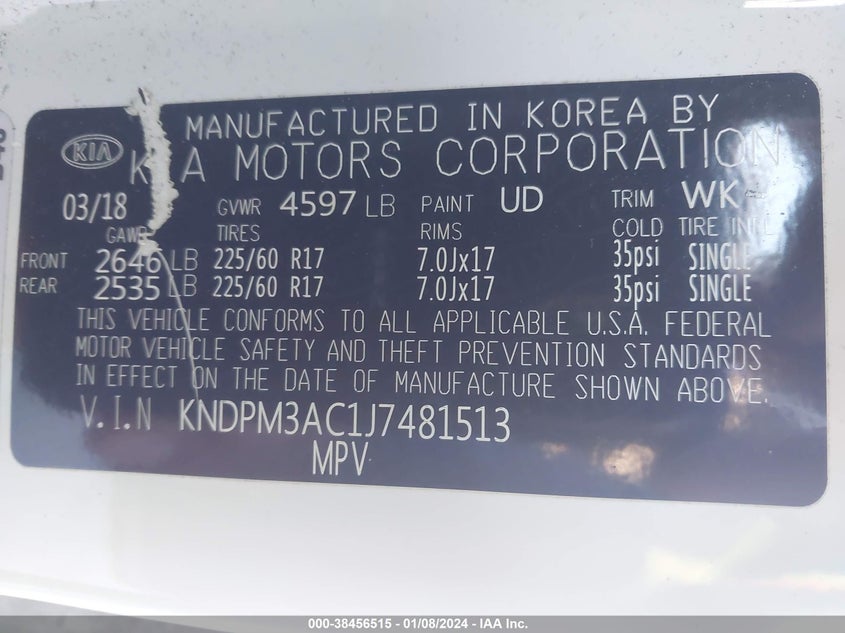 MANUFACTURED IN KOREA BY
KIA KIA MOTORS CORPORATION
03/18 GVWR 4597 LB PAINT UD TRIM WK
GAWR TIRES RIMS COLD TIRE INFL
FRONT 2646 LB 225/60 R17 7.0Jx17 35psi SINGLE
REAR 2535 LB 225/60 R17 7.0Jx17 35psi SINGLE
THIS VEHICLE CONFORMS TO ALL APPLICABLE U.S.A. FEDERAL
MOTOR VEHICLE SAFETY AND THEFT PREVENTION STANDARDS
IN EFFECT ON THE DATE OF MANUFACTURE SHOWN ABOVE.
V.I.N KNDPM3AC1J7481513
MPV
000-38456515 - 01/08/2024 - IAA Inc.